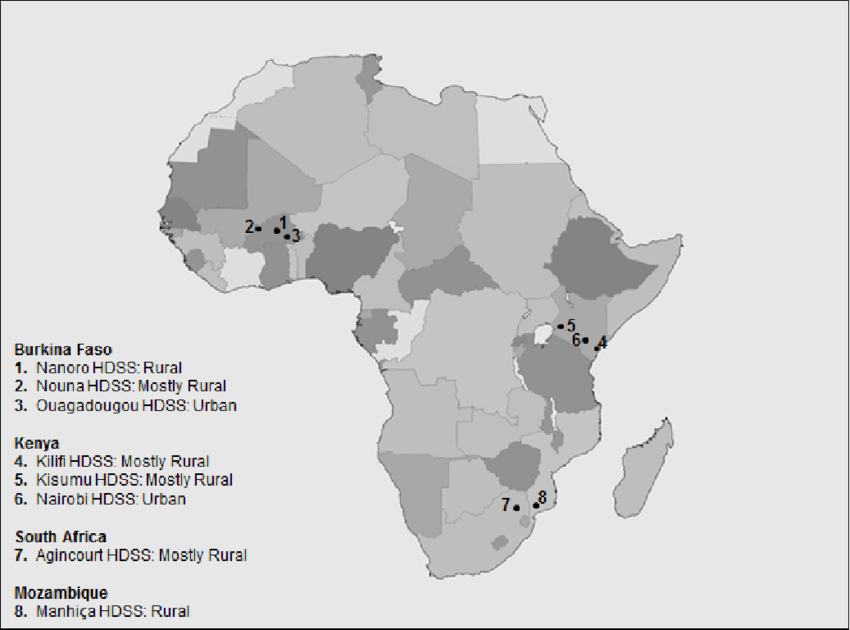 2 1
3
5
6 4
7 8
Burkina Faso
1. Nanoro HDSS: Rural
2. Nouna HDSS: Mostly Rural
3. Ouagadougou HDSS: Urban
Kenya
4. Kilifi HDSS: Mostly Rural
5. Kisumu HDSS: Mostly Rural
6. Nairobi HDSS: Urban
South Africa
7. Agincourt HDSS: Mostly Rural
Mozambique
8. Manhiça HDSS: Rural